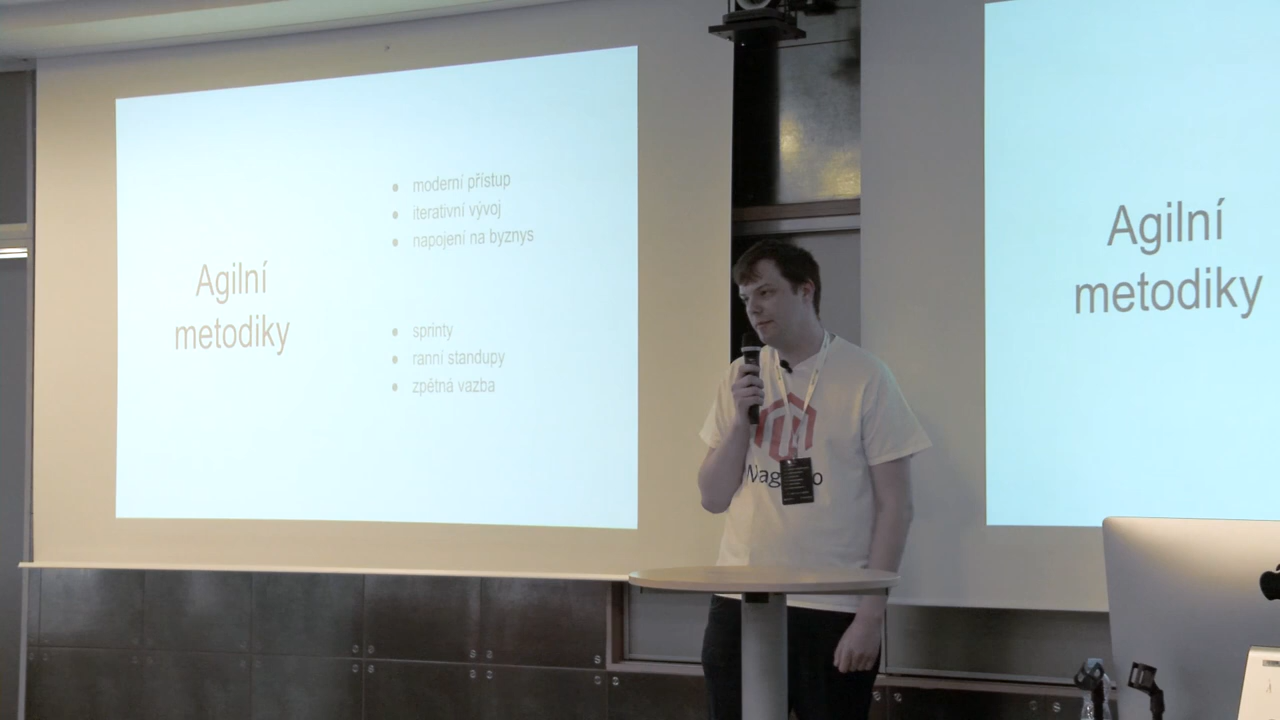 Agilní
metodiky
moderní přístup
iterativní vývoj
napojení na byznys
sprinty
ranní standupy
zpětná vazba
Agilní
metodiky